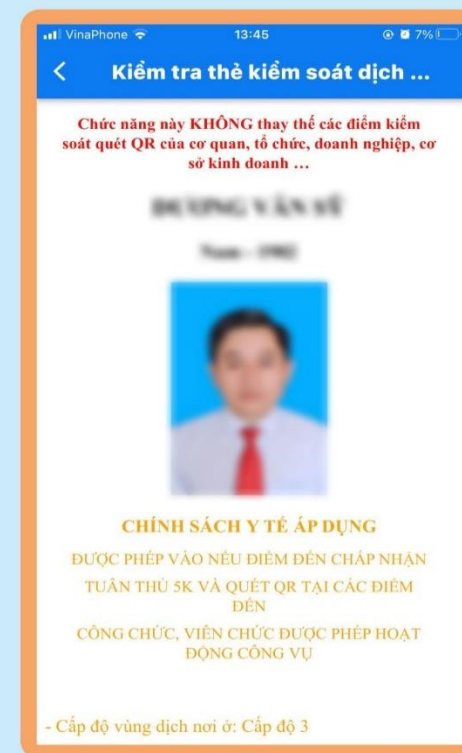 VinaPhone 13:45 7%
Kiểm tra thẻ kiểm soát dịch ...
Chức năng này KHÔNG thay thế các điểm kiểm
soát quét QR của cơ quan, tổ chức, doanh nghiệp, cơ
sở kinh doanh ...
CHÍNH SÁCH Y TẾ ÁP DỤNG
ĐƯỢC PHÉP VÀO NẾU ĐIỂM ĐẾN CHẤP NHẬN
TUÂN THỦ 5K VÀ QUÉT QR TẠI CÁC ĐIỂM
ĐẾN
CÔNG CHỨC, VIÊN CHỨC ĐƯỢC PHÉP HOẠT
ĐỘNG CÔNG VỤ
- Cấp độ vùng dịch nơi ở: Cấp độ 3